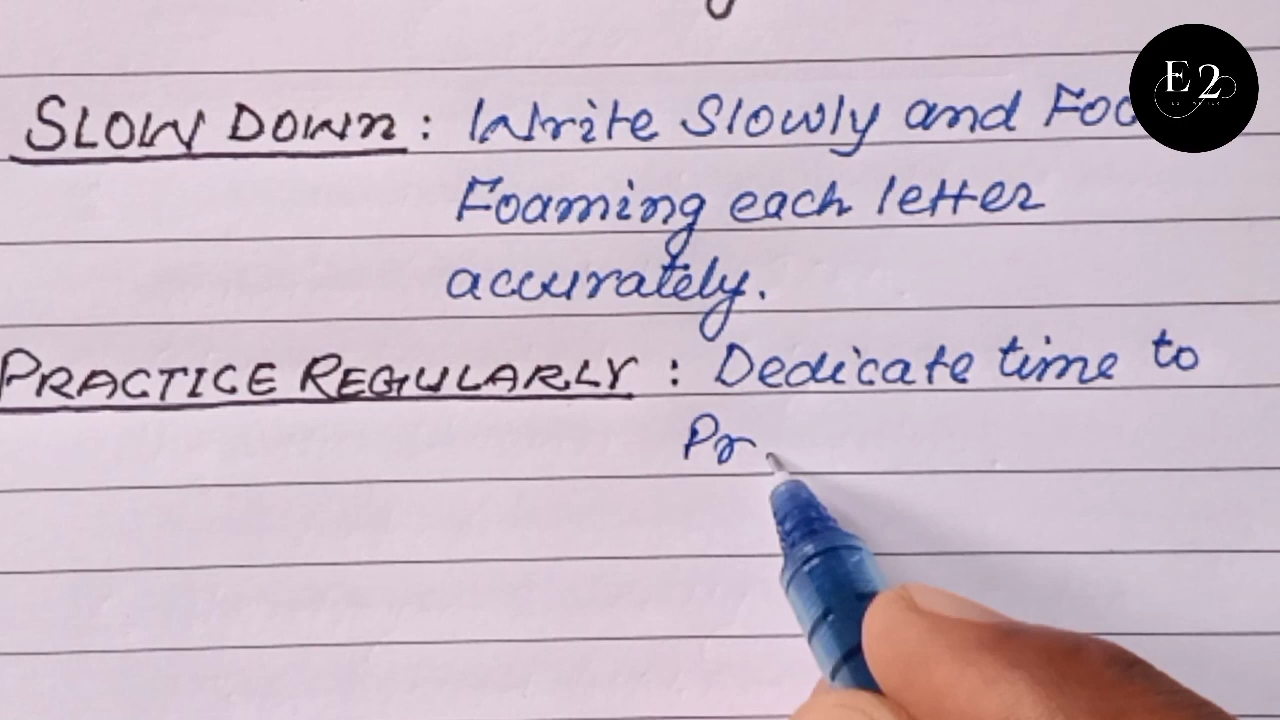 SLOW DOWN : Write Slowly and Foc
Foaming each letter
accurately.
PRACTICE REGULARLY : Dedicate time to
Pr
E2